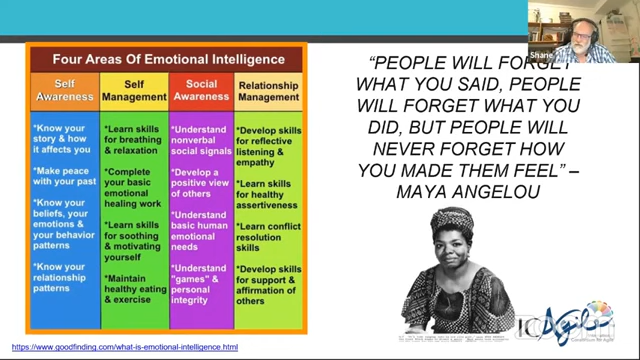 Four Areas Of Emotional Intelligence
Self
Awareness
*Know your
story & how
it affects you
*Make peace
with your past
*Know your
beliefs, your
emotions &
your behavior
patterns
*Know your
relationship
patterns
Self
Management
*Learn skills
for breathing
& relaxation
*Complete
your basic
emotional
healing work
*Learn skills
for soothing &
motivating
yourself
*Maintain
healthy eating
& exercise
Social
Awareness
*Understand
nonverbal
social signals
*Develop a
positive view
of others
*Understand
basic human
emotional
needs
*Understand
"games" &
personal
integrity
Relationship
Management
*Develop skills
for reflective
listening &
empathy
*Learn skills
for healthy
assertiveness
*Learn conflict
resolution
skills
*Develop skills
for support &
affirmation of
others
https://www.goodfinding.com/what-is-emotional-intelligence.html
“PEOPLE WILL FORGET
WHAT YOU SAID, PEOPLE
WILL FORGET WHAT YOU
DID, BUT PEOPLE WILL
NEVER FORGET HOW
YOU MADE THEM FEEL” –
MAYA ANGELOU
Shane
ICAgile